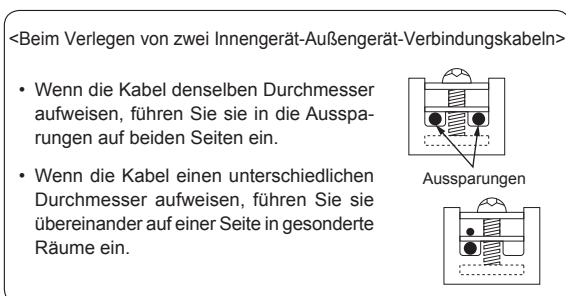 <Beim Verlegen von zwei Innengerät-Außengerät-Verbindungskabeln>
• Wenn die Kabel denselben Durchmesser
aufweisen, führen Sie sie in die Ausspa-
rungen auf beiden Seiten ein.
Aussparungen
• Wenn die Kabel einen unterschiedlichen
Durchmesser aufweisen, führen Sie sie
übereinander auf einer Seite in gesonderte
Räume ein.